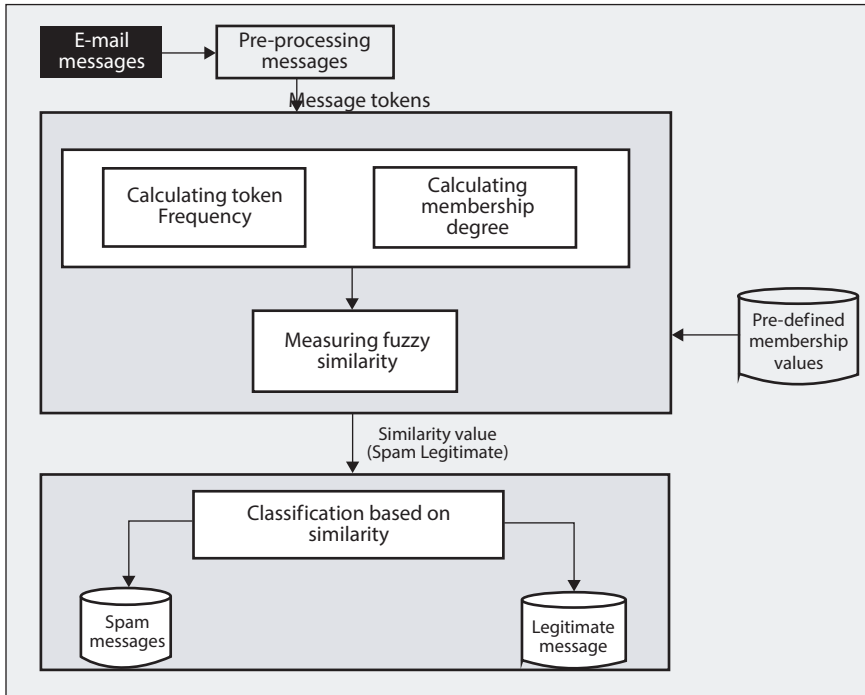 E-mail
messages
Pre-processing
messages
Message tokens
Calculating token
Frequency
Calculating
membership
degree
Measuring fuzzy
similarity
Pre-defined
membership
values
Similarity value
(Spam Legitimate)
Classification based on
similarity
Spam
messages
Legitimate
message